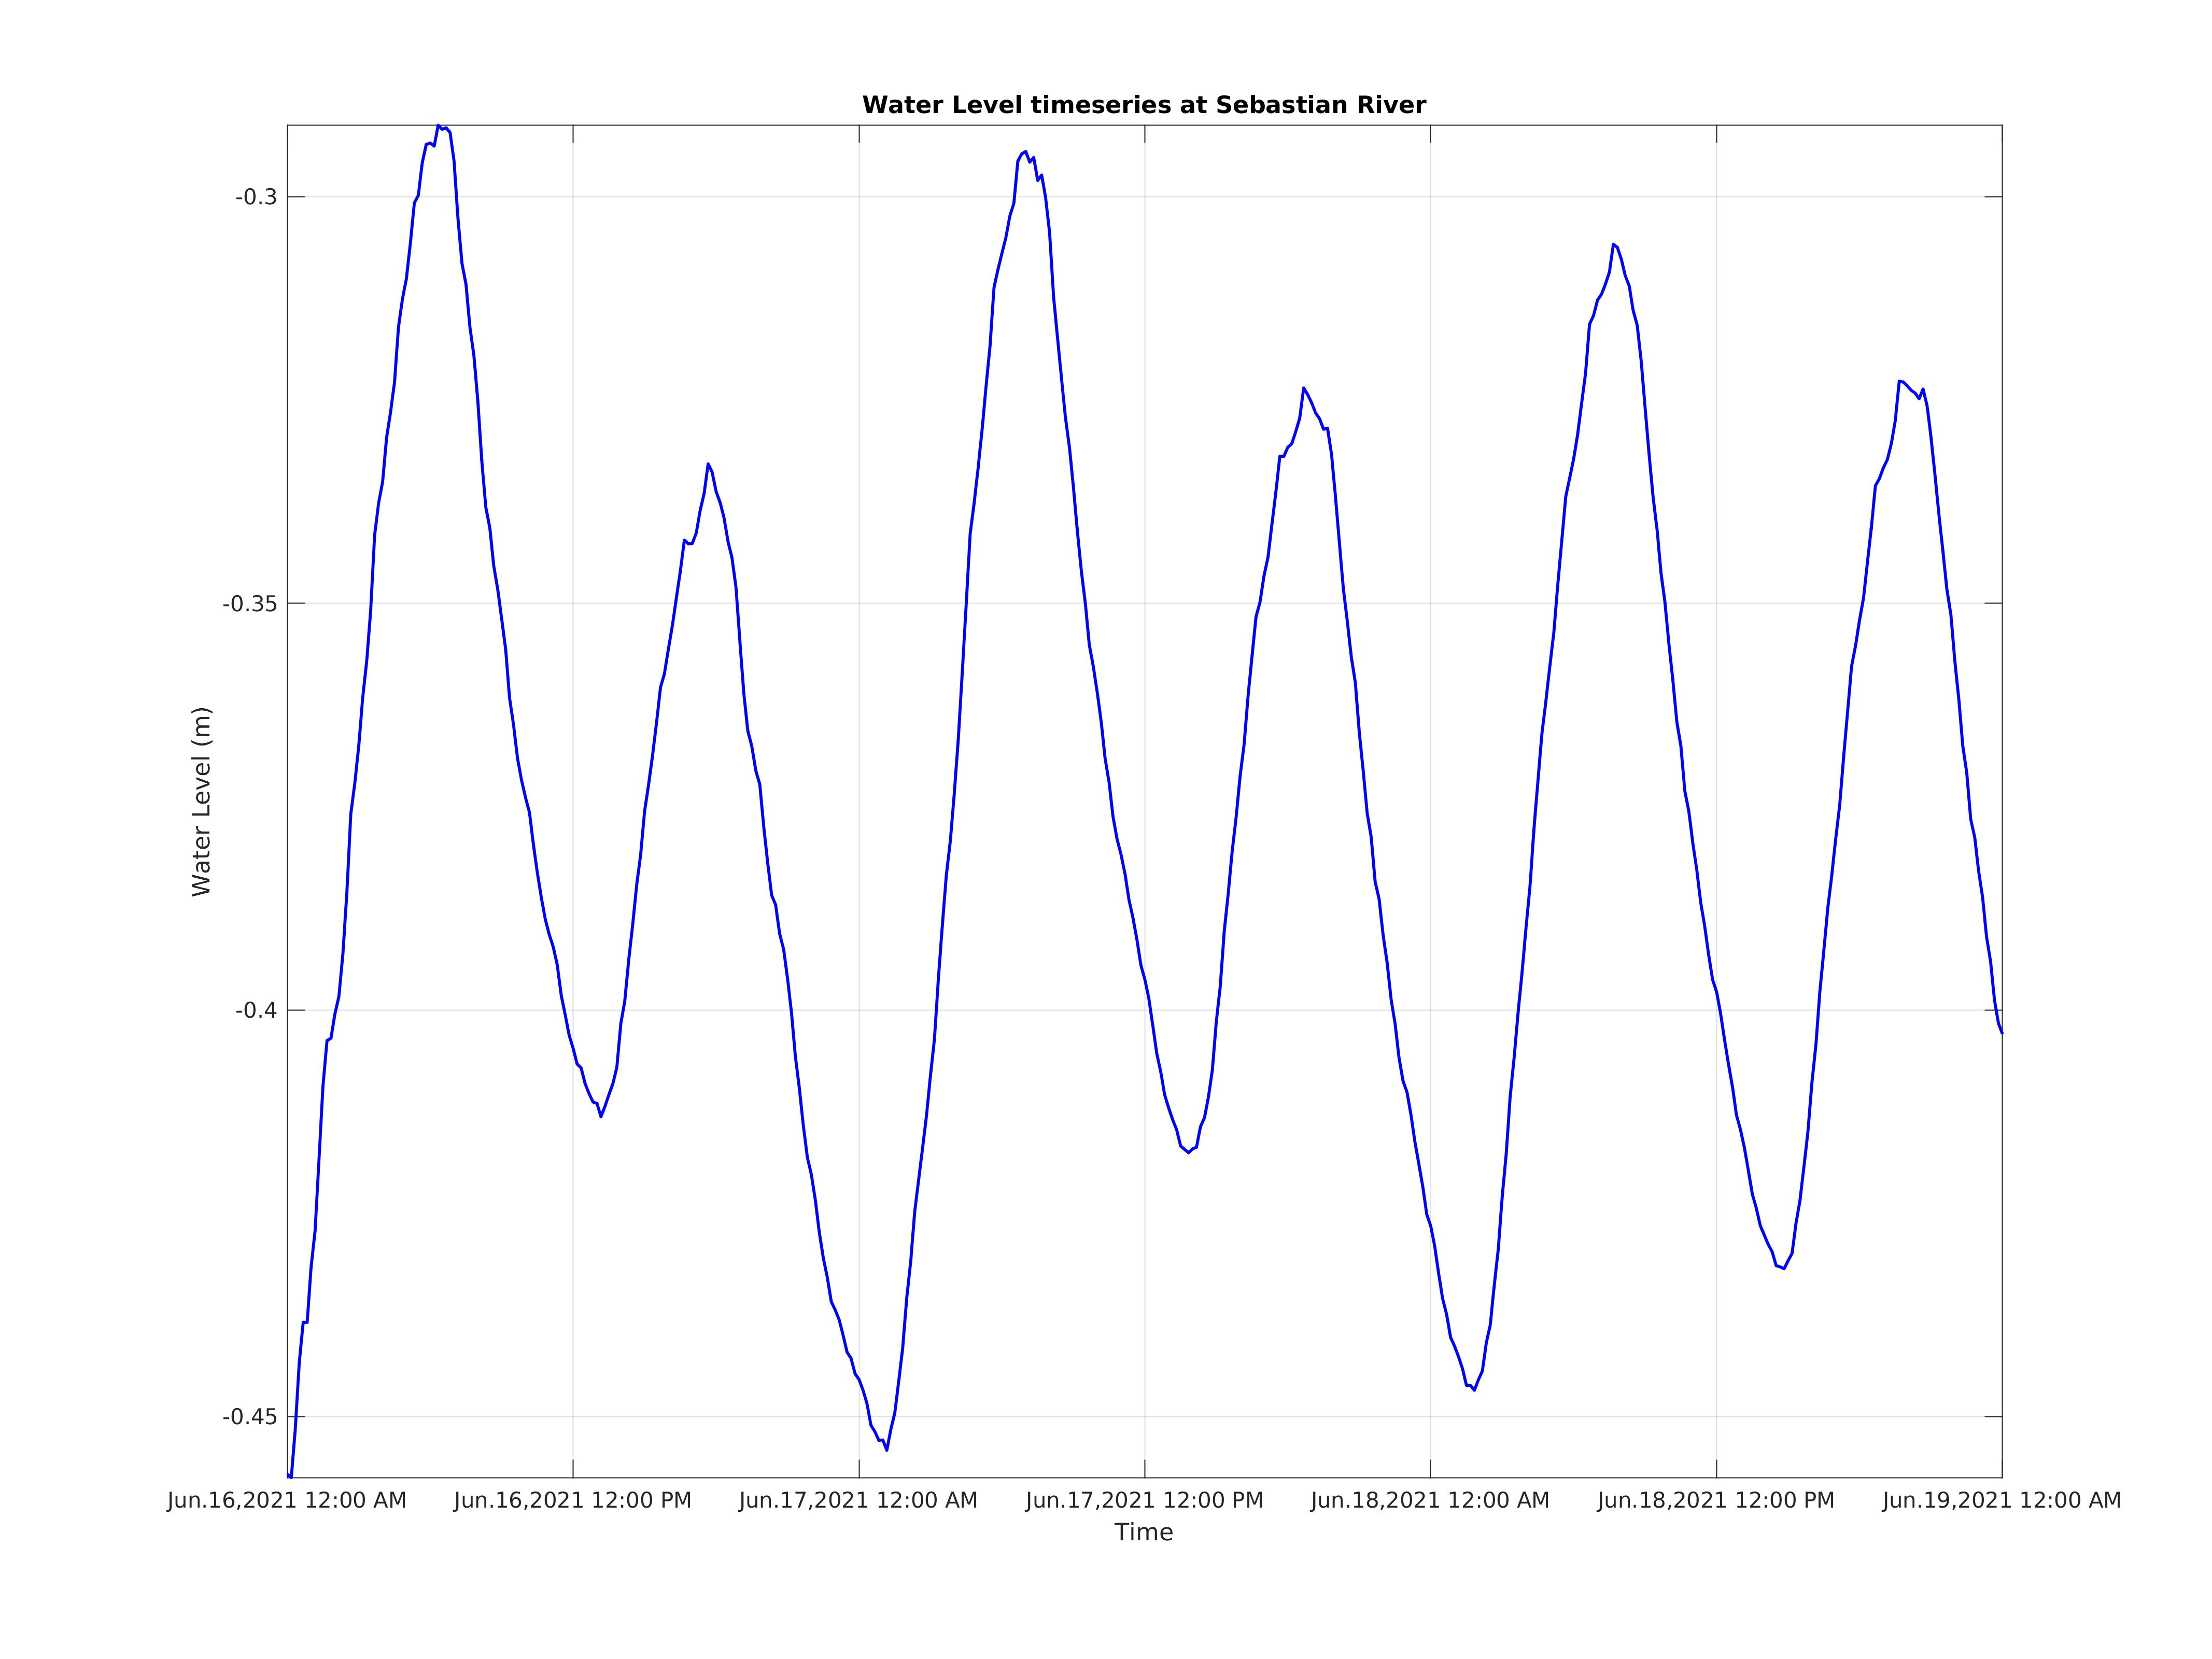 Water Level timeseries at Sebastian River
-0.3
-0.35
-0.4
-0.45
Water Level (m)
Jun.16,2021 12:00 AM Jun.16,2021 12:00 PM Jun.17,2021 12:00 AM Jun.17,2021 12:00 PM Jun.18,2021 12:00 AM Jun.18,2021 12:00 PM Jun.19,2021 12:00 AM
Time